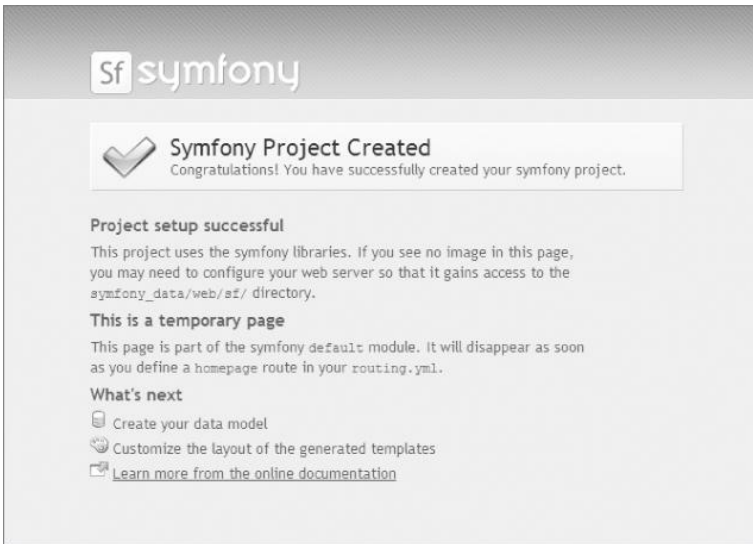 Sf symfony
Symfony Project Created
Congratulations! You have successfully created your symfony project.
Project setup successful
This project uses the symfony libraries. If you see no image in this page,
you may need to configure your web server so that it gains access to the
symfony_data/web/sf/ directory.
This is a temporary page
This page is part of the symfony default module. It will disappear as soon
as you define a homepage route in your routing.yml.
What's next
Create your data model
Customize the layout of the generated templates
Learn more from the online documentation